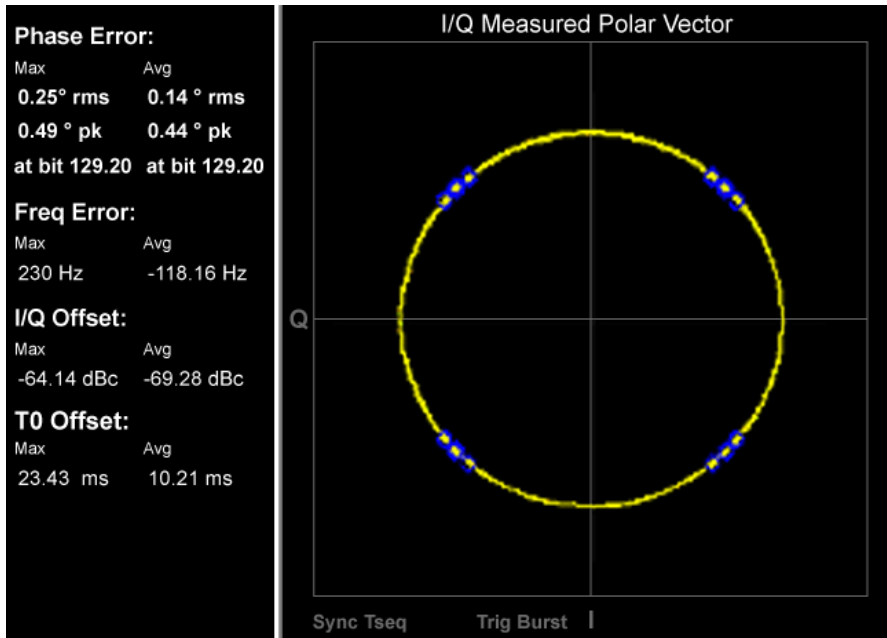 Phase Error:
Max Avg
0.25° rms 0.14 ° rms
0.49 ° pk 0.44 ° pk
at bit 129.20 at bit 129.20
Freq Error:
Max Avg
230 Hz -118.16 Hz
I/Q Offset:
Max Avg
-64.14 dBc -69.28 dBc
T0 Offset:
Max Avg
23.43 ms 10.21 ms
I/Q Measured Polar Vector
Q
Sync Tseq Trig Burst I